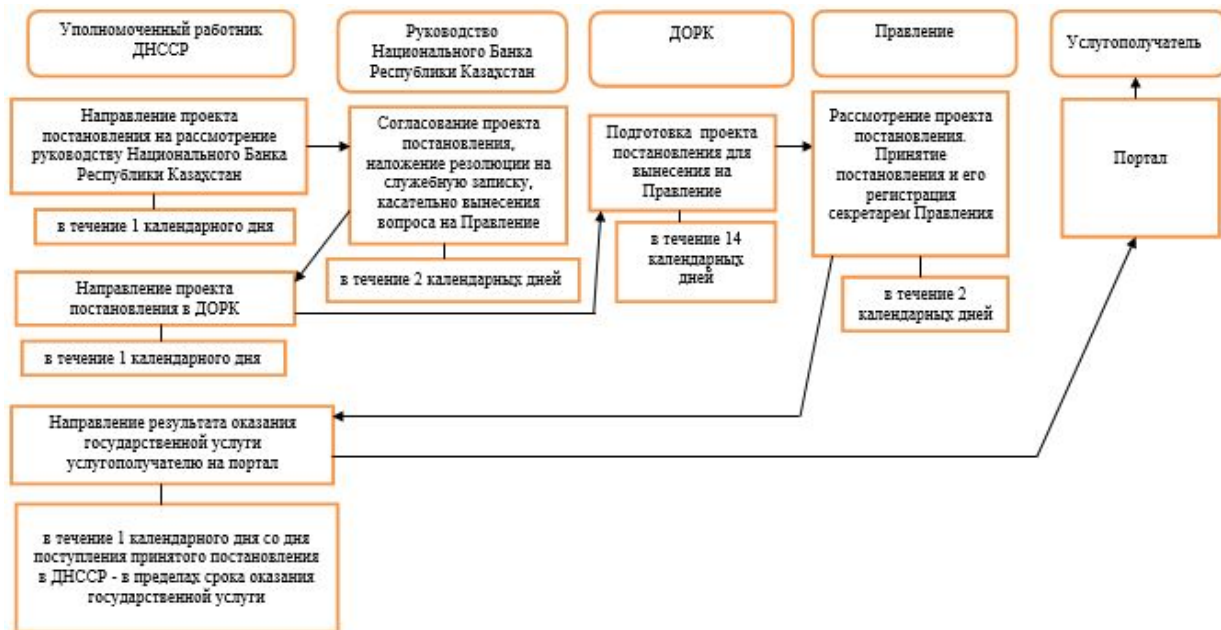 Уполномоченный работник
ДНССР
Руководство
Национального Банка
Республики Казахстан
ДОРК
Правление
Услугополучатель
Направление проекта
постановления на рассмотрение
руководству Национального Банка
Республики Казахстан
в течение 1 календарного дня
Согласование проекта
постановления,
наложение резолюции на
служебную записку,
касательно вынесения
вопроса на Правление
в течение 2 календарных дней
Подготовка проекта
постановления для
вынесения на
Правление
в течение 14
календарных
дней
Рассмотрение проекта
постановления.
Принятие
постановления и его
регистрация
секретарем Правления
в течение 2
календарных дней
Портал
Направление проекта
постановления в ДОРК
в течение 1 календарного дня
Направление результата оказания
государственной услуги
услугополучателю на портал
в течение 1 календарного дня со дня
поступления принятого постановления
в ДНССР - в пределах срока оказания
государственной услуги